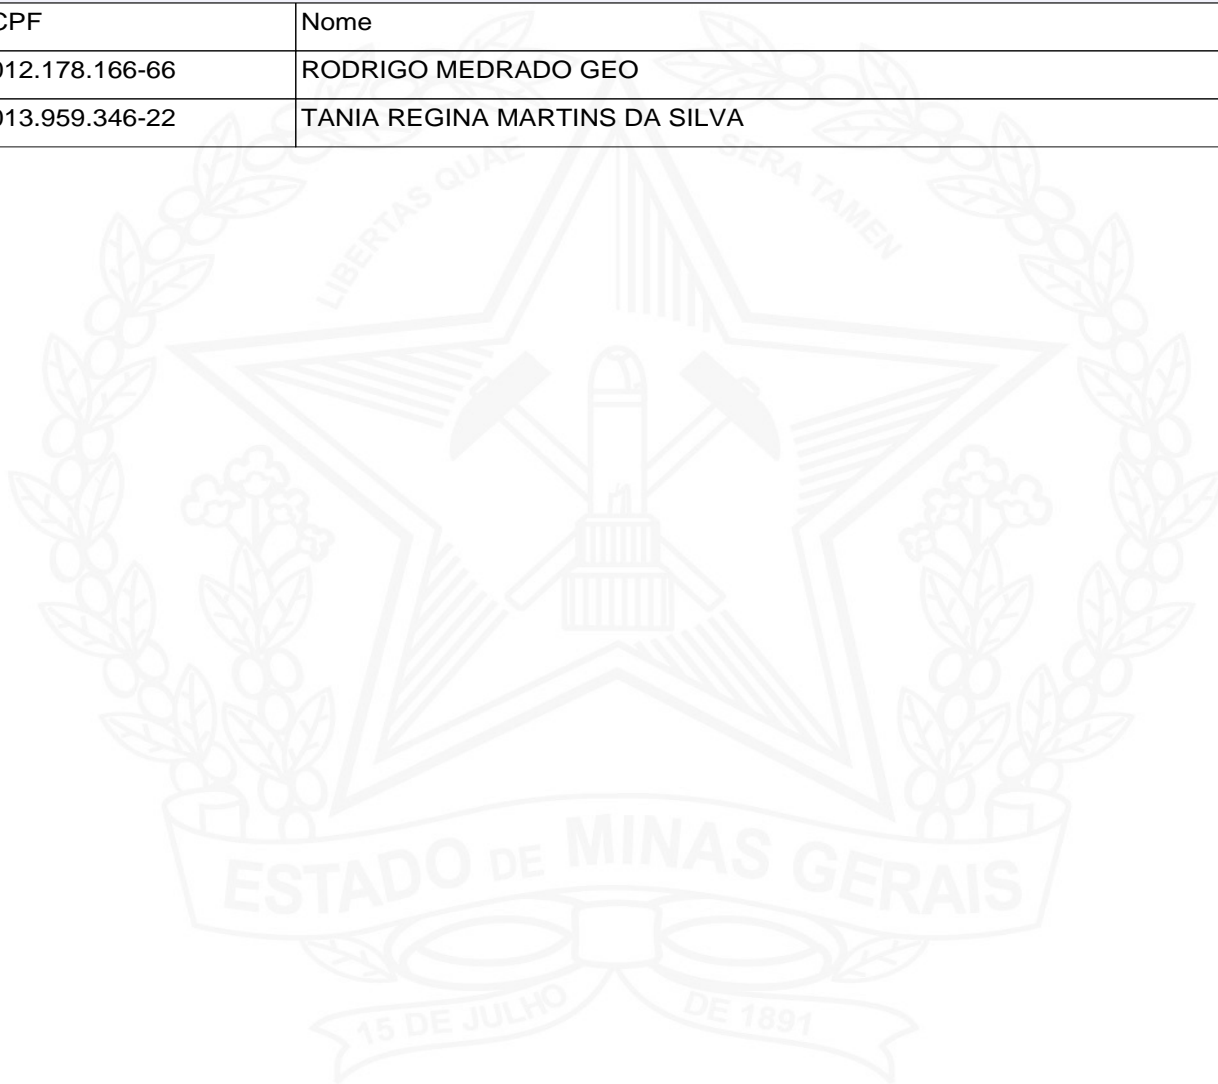 CPF Nome
012.178.166-66 RODRIGO MEDRADO GEO
013.959.346-22 TANIA REGINA MARTINS DA SILVA
LIBERTAS QUAE SERA TAMEN
ESTADO DE MINAS GERAIS
15 DE JULHO DE 1891